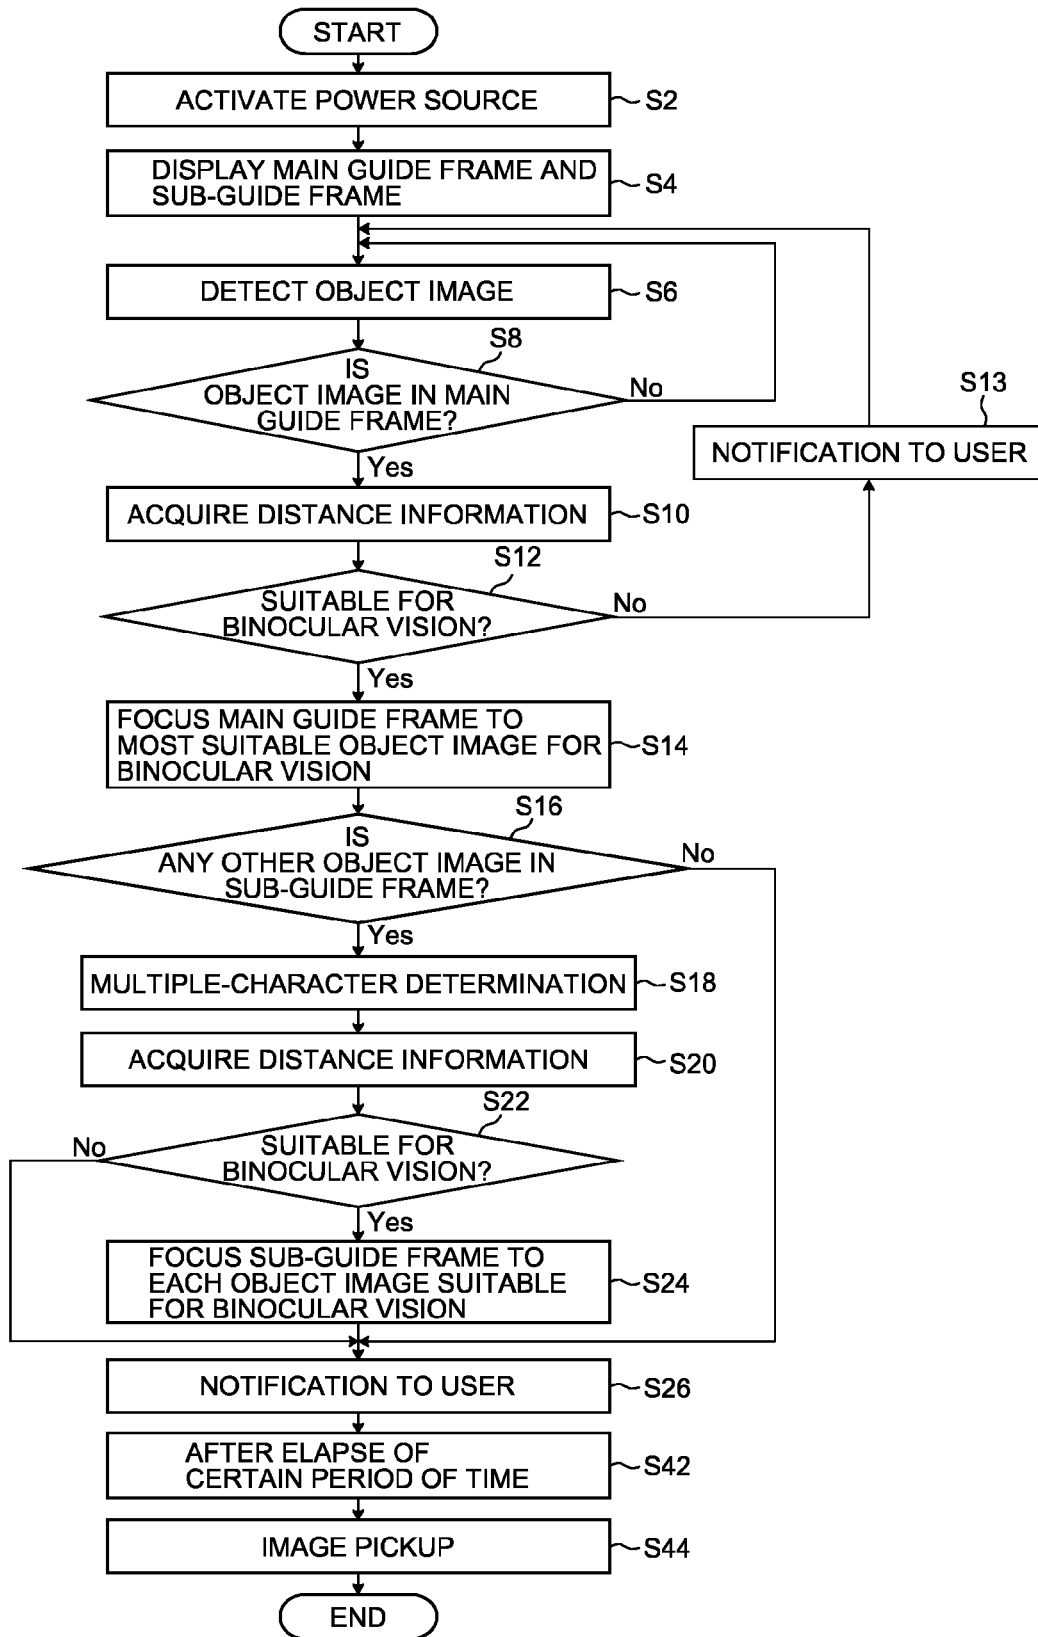 START
ACTIVATE POWER SOURCE
S2
DISPLAY MAIN GUIDE FRAME AND
SUB-GUIDE FRAME
S4
DETECT OBJECT IMAGE
S6
S8
IS
OBJECT IMAGE IN MAIN
GUIDE FRAME?
No
Yes
S13
NOTIFICATION TO USER
ACQUIRE DISTANCE INFORMATION
S10
S12
SUITABLE FOR
BINOCULAR VISION?
No
Yes
FOCUS MAIN GUIDE FRAME TO
MOST SUITABLE OBJECT IMAGE FOR
BINOCULAR VISION
S14
S16
IS
ANY OTHER OBJECT IMAGE IN
SUB-GUIDE FRAME?
No
Yes
MULTIPLE-CHARACTER DETERMINATION
S18
ACQUIRE DISTANCE INFORMATION
S20
S22
No
SUITABLE FOR
BINOCULAR VISION?
Yes
FOCUS SUB-GUIDE FRAME TO
EACH OBJECT IMAGE SUITABLE
FOR BINOCULAR VISION
S24
NOTIFICATION TO USER
S26
AFTER ELAPSE OF
CERTAIN PERIOD OF TIME
S42
IMAGE PICKUP
S44
END